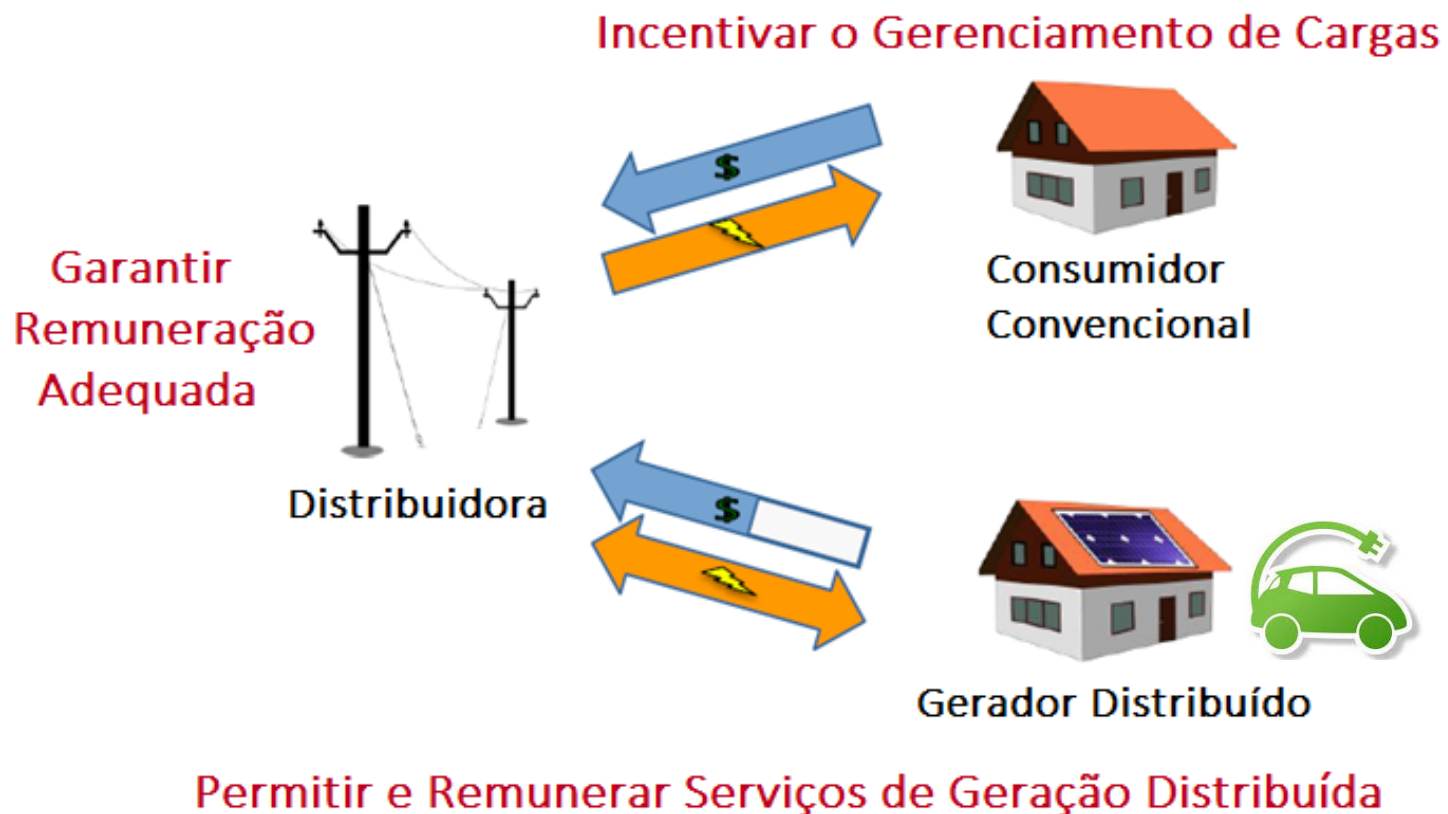 Incentivar o Gerenciamento de Cargas
$
Garantir
Remuneração
Adequada
Consumidor
Convencional
Distribuidora
$
Gerador Distribuído
Permitir e Remunerar Serviços de Geração Distribuída